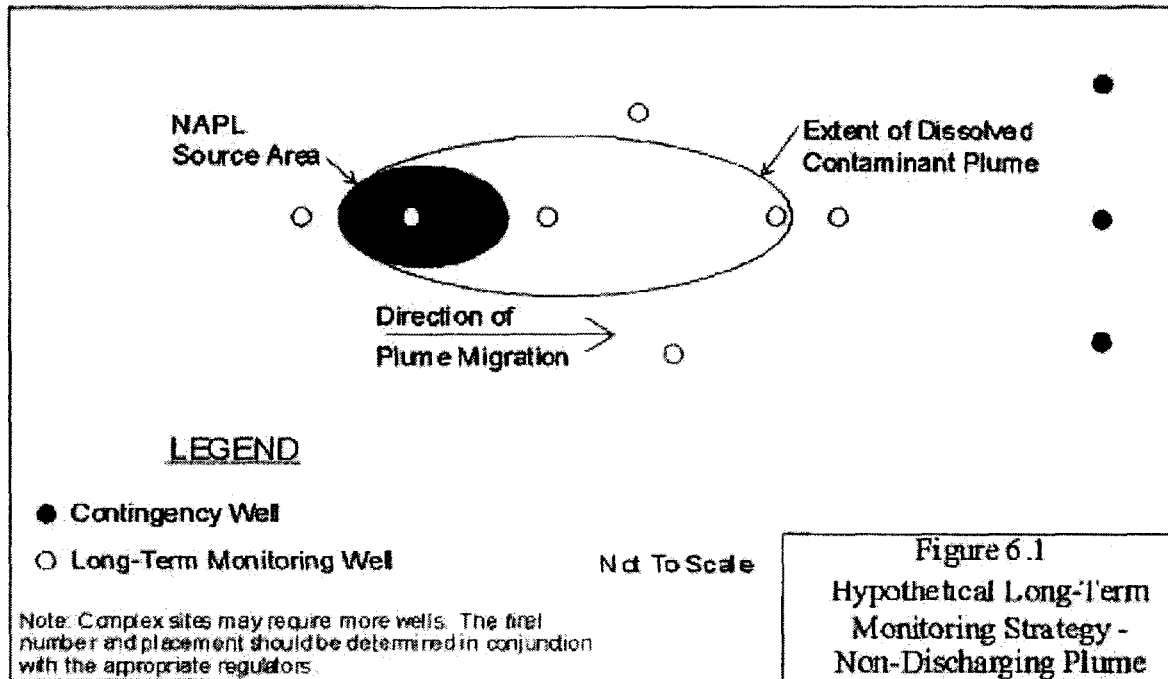 NAPL
Source Area
Extent of Dissolved
Contaminant Plume
Direction of
Plume Migration
LEGEND
● Contingency Well
○ Long-Term Monitoring Well
Not To Scale
Note: Complex sites may require more wells. The final
number and placement should be determined in conjunction
with the appropriate regulators.
Figure 6.1
Hypothetical Long-Term
Monitoring Strategy -
Non-Discharging Plume